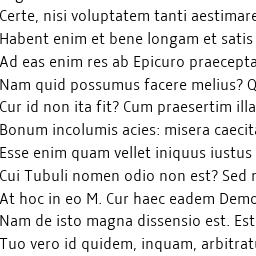 Certe, nisi voluptatem tanti aestimare
Habent enim et bene longam et satis
Ad eas enim res ab Epicuro praecepta
Nam quid possumus facere melius? Q
Cur id non ita fit? Cum praesertim illa
Bonum incolumis acies: misera caecita
Esse enim quam vellet iniquus iustus
Cui Tubuli nomen odio non est? Sed r
At hoc in eo M. Cur haec eadem Demo
Nam de isto magna dissensio est. Est
Tuo vero id quidem, inquam, arbitratu